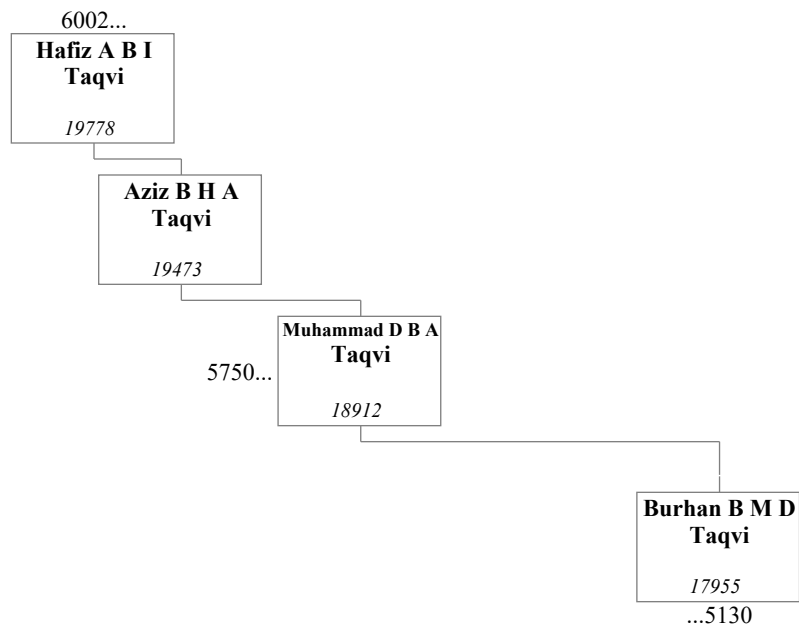 6002...
Hafiz A B I
Taqvi
19778
Aziz B H A
Taqvi
19473
Muhammad D B A
Taqvi
5750...
18912
Burhan B M D
Taqvi
17955
...5130